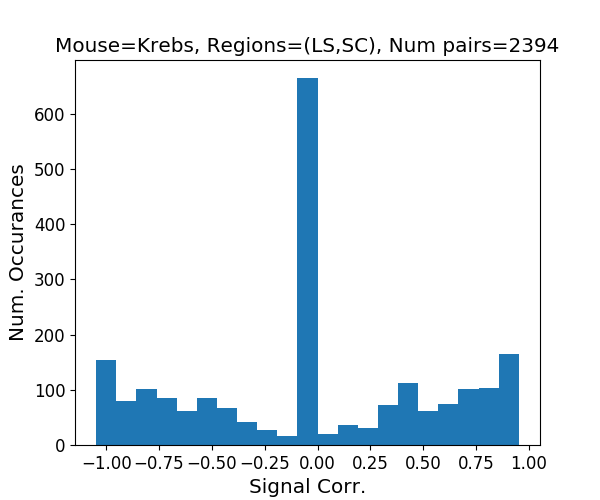 Mouse=Krebs, Regions=(LS,SC), Num pairs=2394
600
500
400
300
200
100
0
Num. Occurances
−1.00 −0.75 −0.50 −0.25 0.00 0.25 0.50 0.75 1.00
Signal Corr.